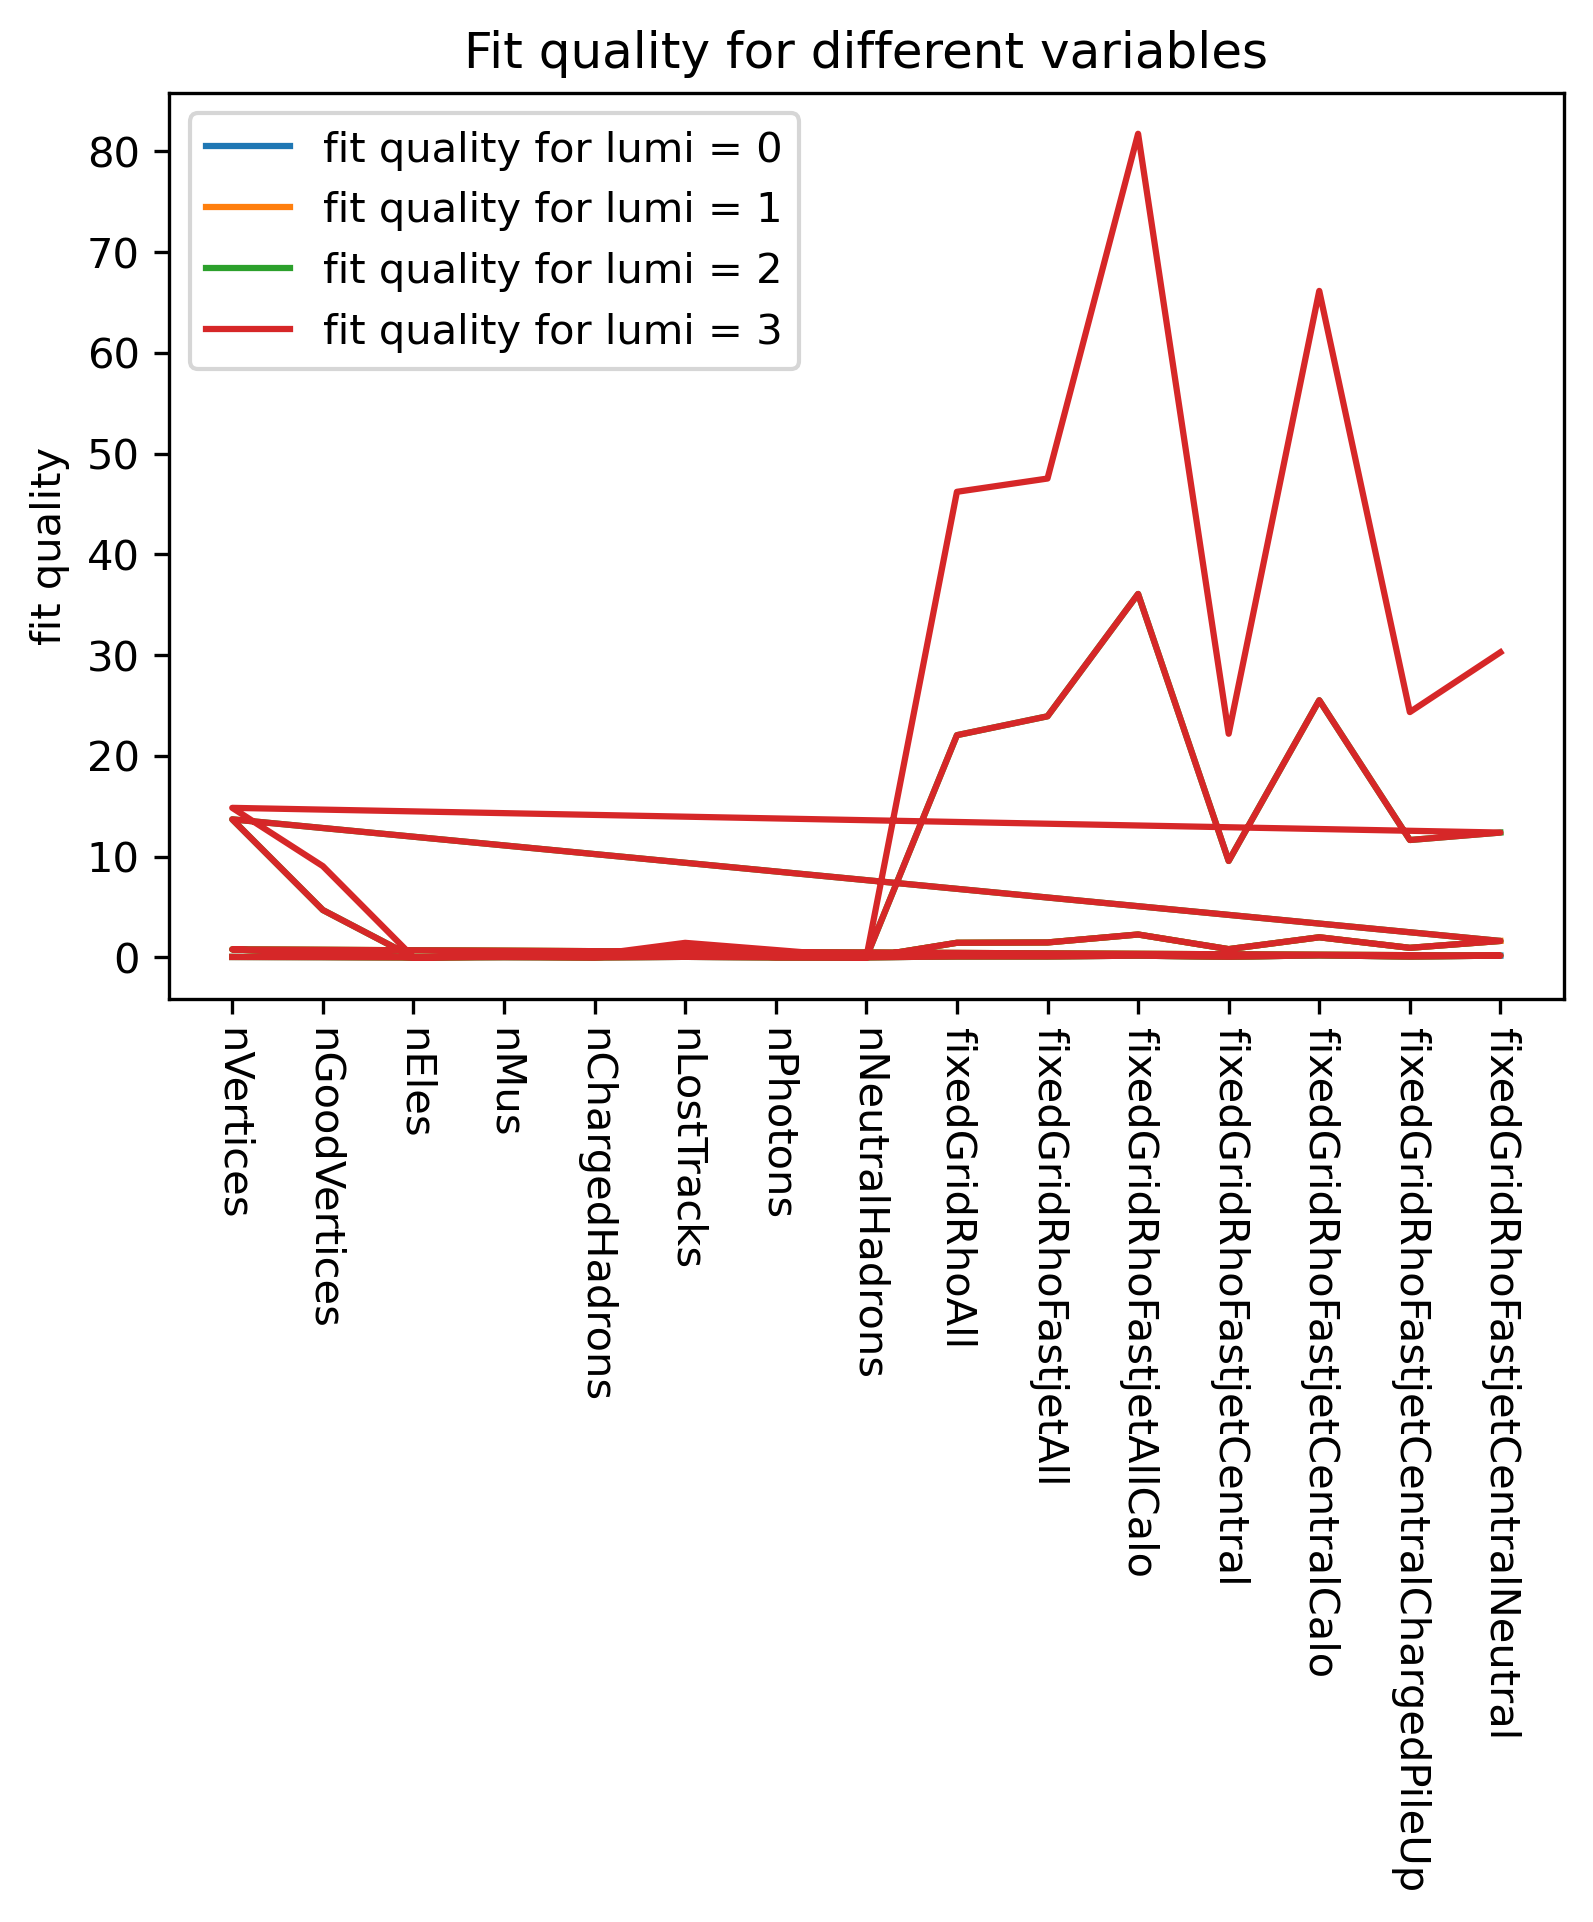 Fit quality for different variables
fit quality for lumi = 0
fit quality for lumi = 1
fit quality for lumi = 2
fit quality for lumi = 3
fit quality
80
70
60
50
40
30
20
10
0
nVertices
nGoodVertices
nEles
nMus
nChargedHadrons
nLostTracks
nPhotons
nNeutralHadrons
fixedGridRhoAll
fixedGridRhoFastjetAll
fixedGridRhoFastjetAllCalo
fixedGridRhoFastjetCentral
fixedGridRhoFastjetCentralCalo
fixedGridRhoFastjetCentralChargedPileUp
fixedGridRhoFastjetCentralNeutral